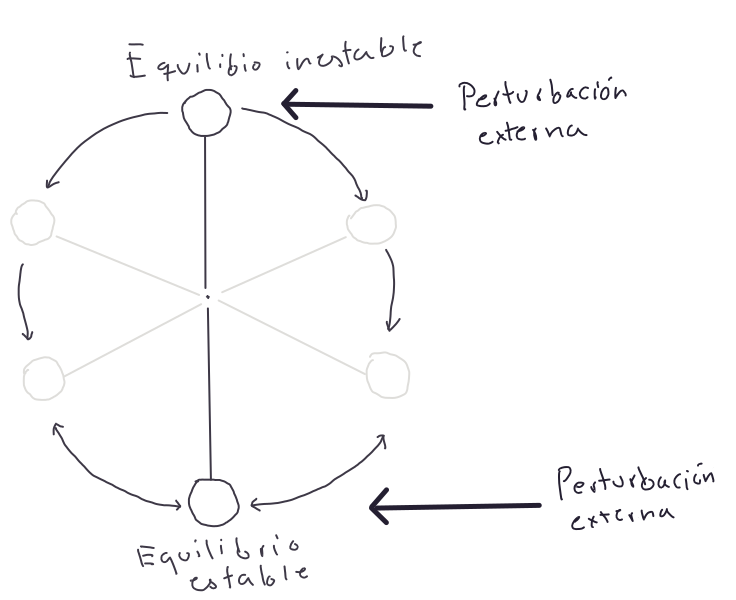 Equilibio inestable
Perturbación
externa
Perturbación
externa
Equilibrio
estable